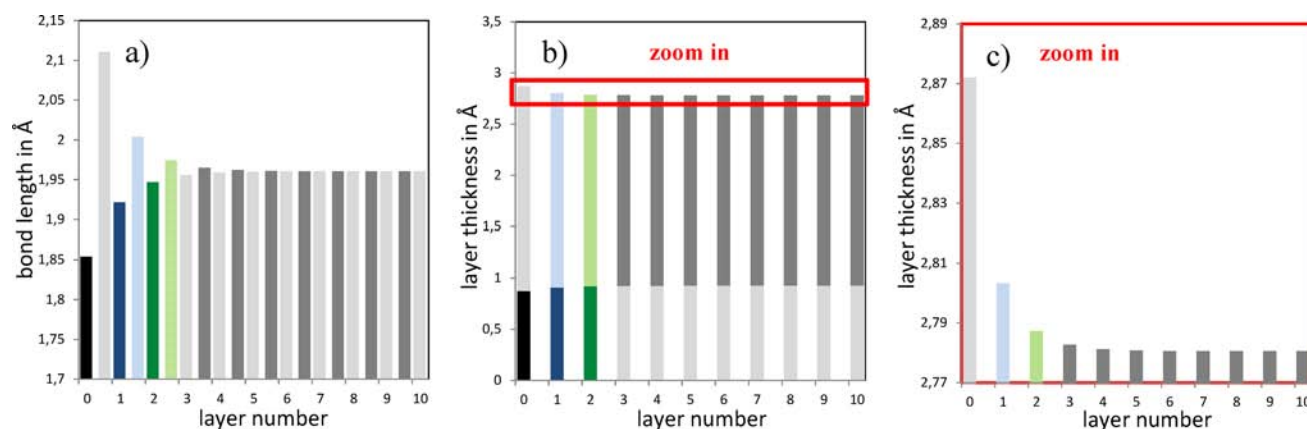 a)
bond length in Å
2,15
2,1
2,05
2
1,95
1,9
1,85
1,8
1,75
1,7
0 1 2 3 4 5 6 7 8 9 10
layer number
b)
zoom in
layer thickness in Å
3,5
3
2,5
2
1,5
1
0,5
0
0 1 2 3 4 5 6 7 8 9 10
layer number
c)
zoom in
layer thickness in Å
2,89
2,87
2,85
2,83
2,81
2,79
2,77
0 1 2 3 4 5 6 7 8 9 10
layer number